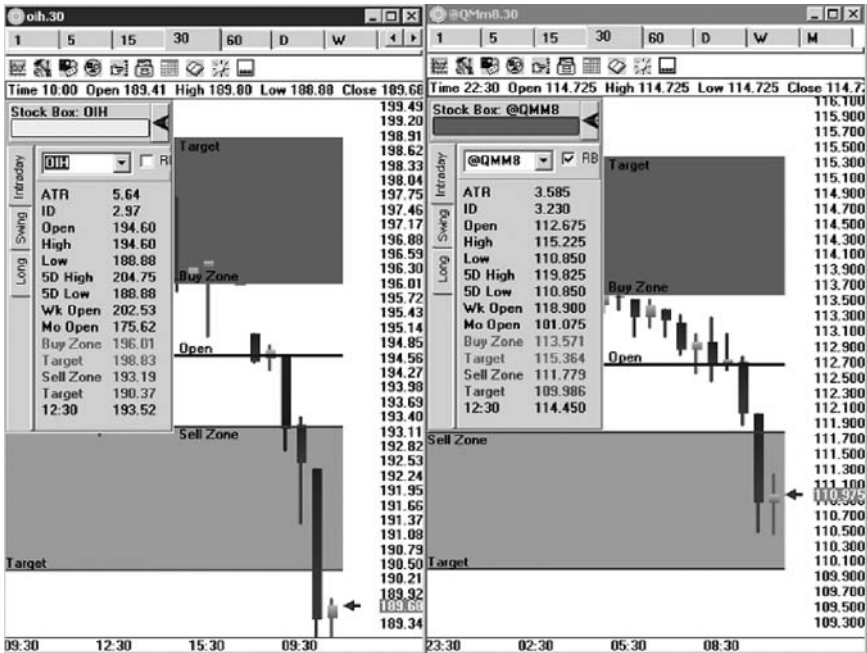 oih.30
1 5 15 30 60 D W
Time 10:00 Open 189.41 High 189.80 Low 188.88 Close 189.68
Stock Box: OIH
Intraday
Swing
Long
OIH
ATR 5.64
ID 2.97
Open 194.60
High 194.60
Low 188.88
5D High 204.75
5D Low 188.88
Wk Open 202.53
Mo Open 175.62
Buy Zone 196.01
Target 198.83
Sell Zone 193.19
Target 190.37
12:30 193.52
Target
Buy Zone
Open
Sell Zone
Target
199.49
199.20
198.91
198.62
198.33
198.04
197.75
197.46
197.17
196.88
196.59
196.30
196.01
195.72
195.43
195.14
194.85
194.56
194.27
193.98
193.69
193.40
193.11
192.82
192.53
192.24
191.95
191.66
191.37
191.08
190.79
190.50
190.21
189.92
189.68
189.34
09:30 12:30 15:30 09:30
@QMm8.30
1 5 15 30 60 D W M
Time 22:30 Open 114.725 High 114.725 Low 114.725 Close 114.7
Stock Box: @QMM8
Intraday
Swing
Long
@QMM8 RB
ATR 3.585
ID 3.230
Open 112.675
High 115.225
Low 110.850
5D High 119.825
5D Low 110.850
Wk Open 118.900
Mo Open 101.075
Buy Zone 113.571
Target 115.364
Sell Zone 111.779
Target 109.986
12:30 114.450
Target
Buy Zone
Open
Sell Zone
Target
116.100
115.900
115.700
115.500
115.300
115.100
114.900
114.700
114.500
114.300
114.100
113.900
113.700
113.500
113.300
113.100
112.900
112.700
112.500
112.300
112.100
111.900
111.700
111.500
111.300
111.100
110.975
110.700
110.500
110.300
110.100
109.900
109.700
109.500
109.300
23:30 02:30 05:30 08:30